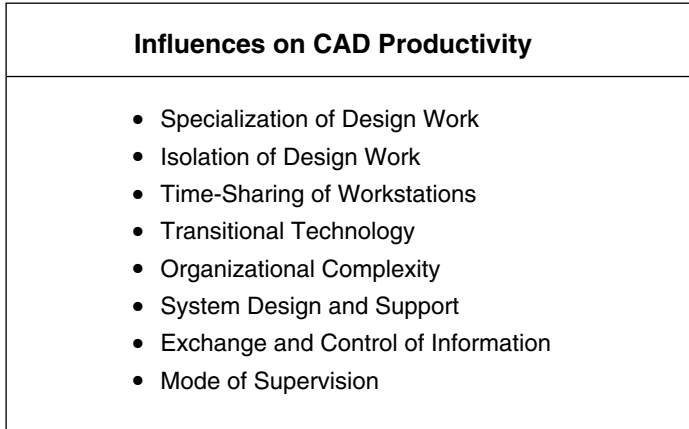 Influences on CAD Productivity
• Specialization of Design Work
• Isolation of Design Work
• Time-Sharing of Workstations
• Transitional Technology
• Organizational Complexity
• System Design and Support
• Exchange and Control of Information
• Mode of Supervision